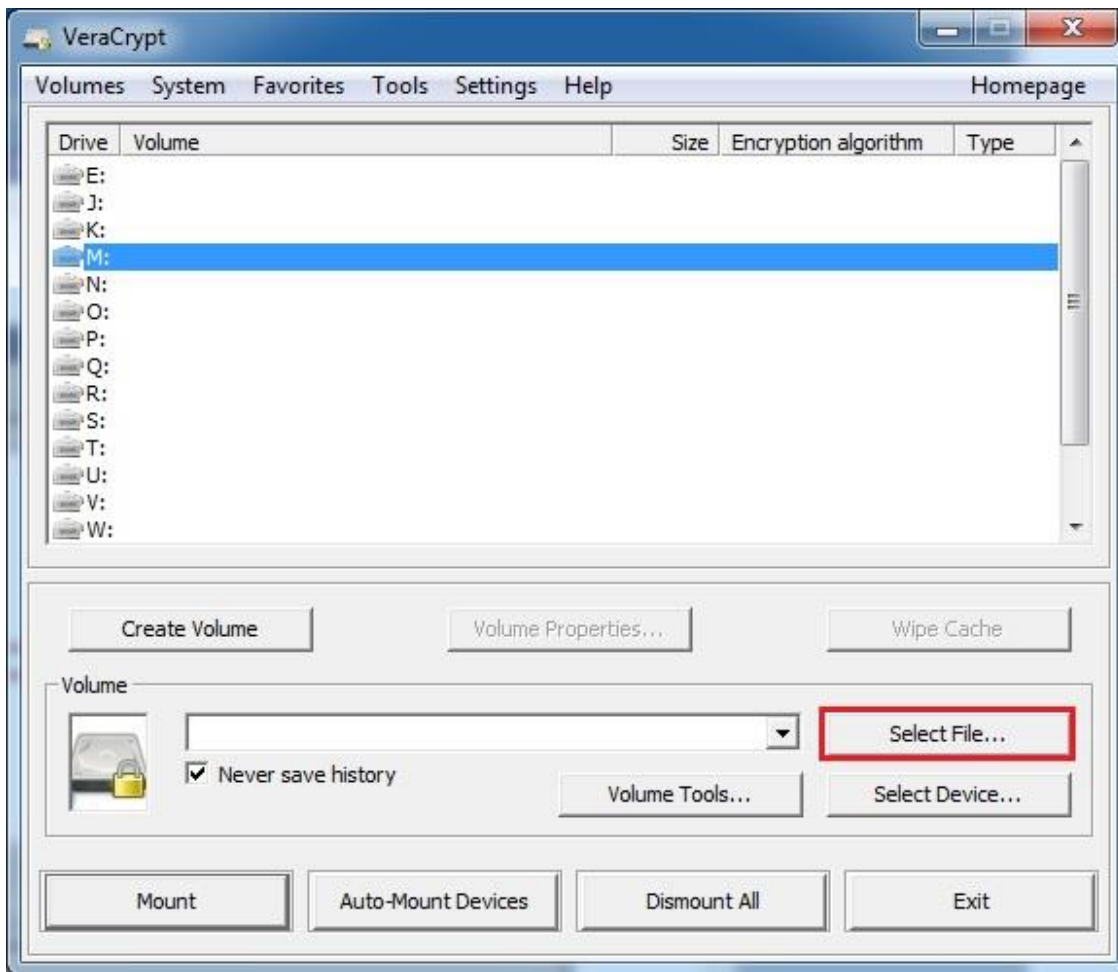 VeraCrypt
Volumes System Favorites Tools Settings Help Homepage
Drive Volume Size Encryption algorithm Type
E:
J:
K:
M:
N:
O:
P:
Q:
R:
S:
T:
U:
V:
W:
Create Volume Volume Properties... Wipe Cache
Volume
Select File...
Never save history
Volume Tools... Select Device...
Mount Auto-Mount Devices Dismount All Exit